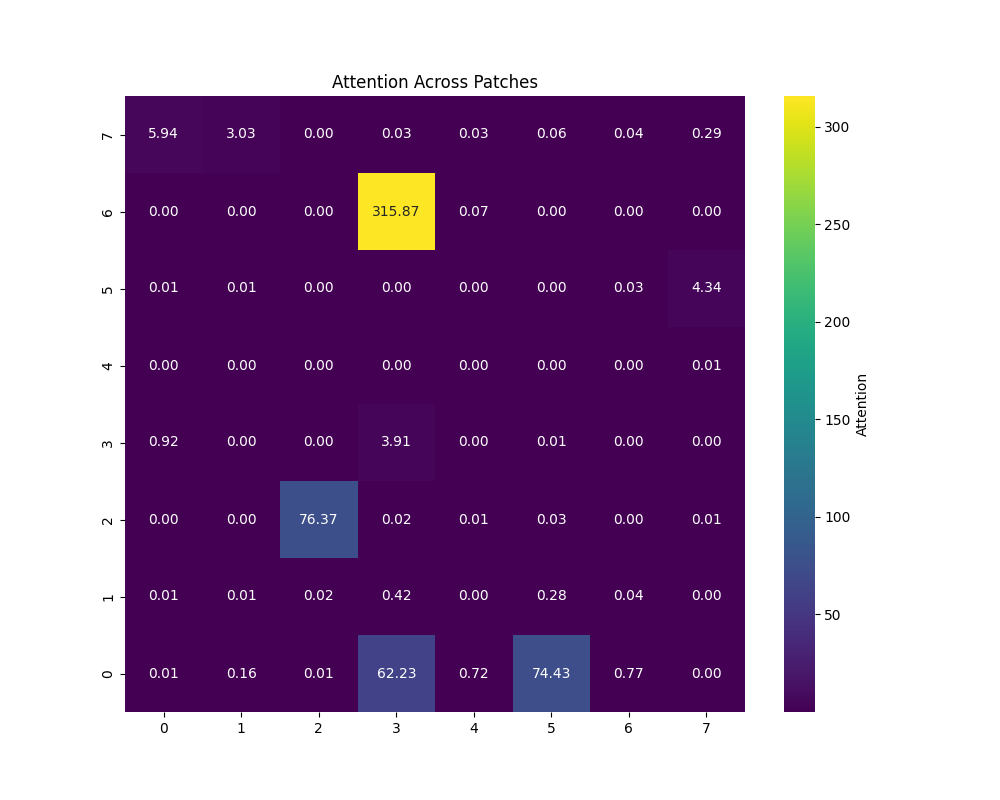 Attention Across Patches
7 5.94 3.03 0.00 0.03 0.03 0.06 0.04 0.29
6 0.00 0.00 0.00 315.87 0.07 0.00 0.00 0.00
5 0.01 0.01 0.00 0.00 0.00 0.00 0.03 4.34
4 0.00 0.00 0.00 0.00 0.00 0.00 0.00 0.01
3 0.92 0.00 0.00 3.91 0.00 0.01 0.00 0.00
2 0.00 0.00 76.37 0.02 0.01 0.03 0.00 0.01
1 0.01 0.01 0.02 0.42 0.00 0.28 0.04 0.00
0 0.01 0.16 0.01 62.23 0.72 74.43 0.77 0.00
0 1 2 3 4 5 6 7
300
250
200
150
100
50
Attention